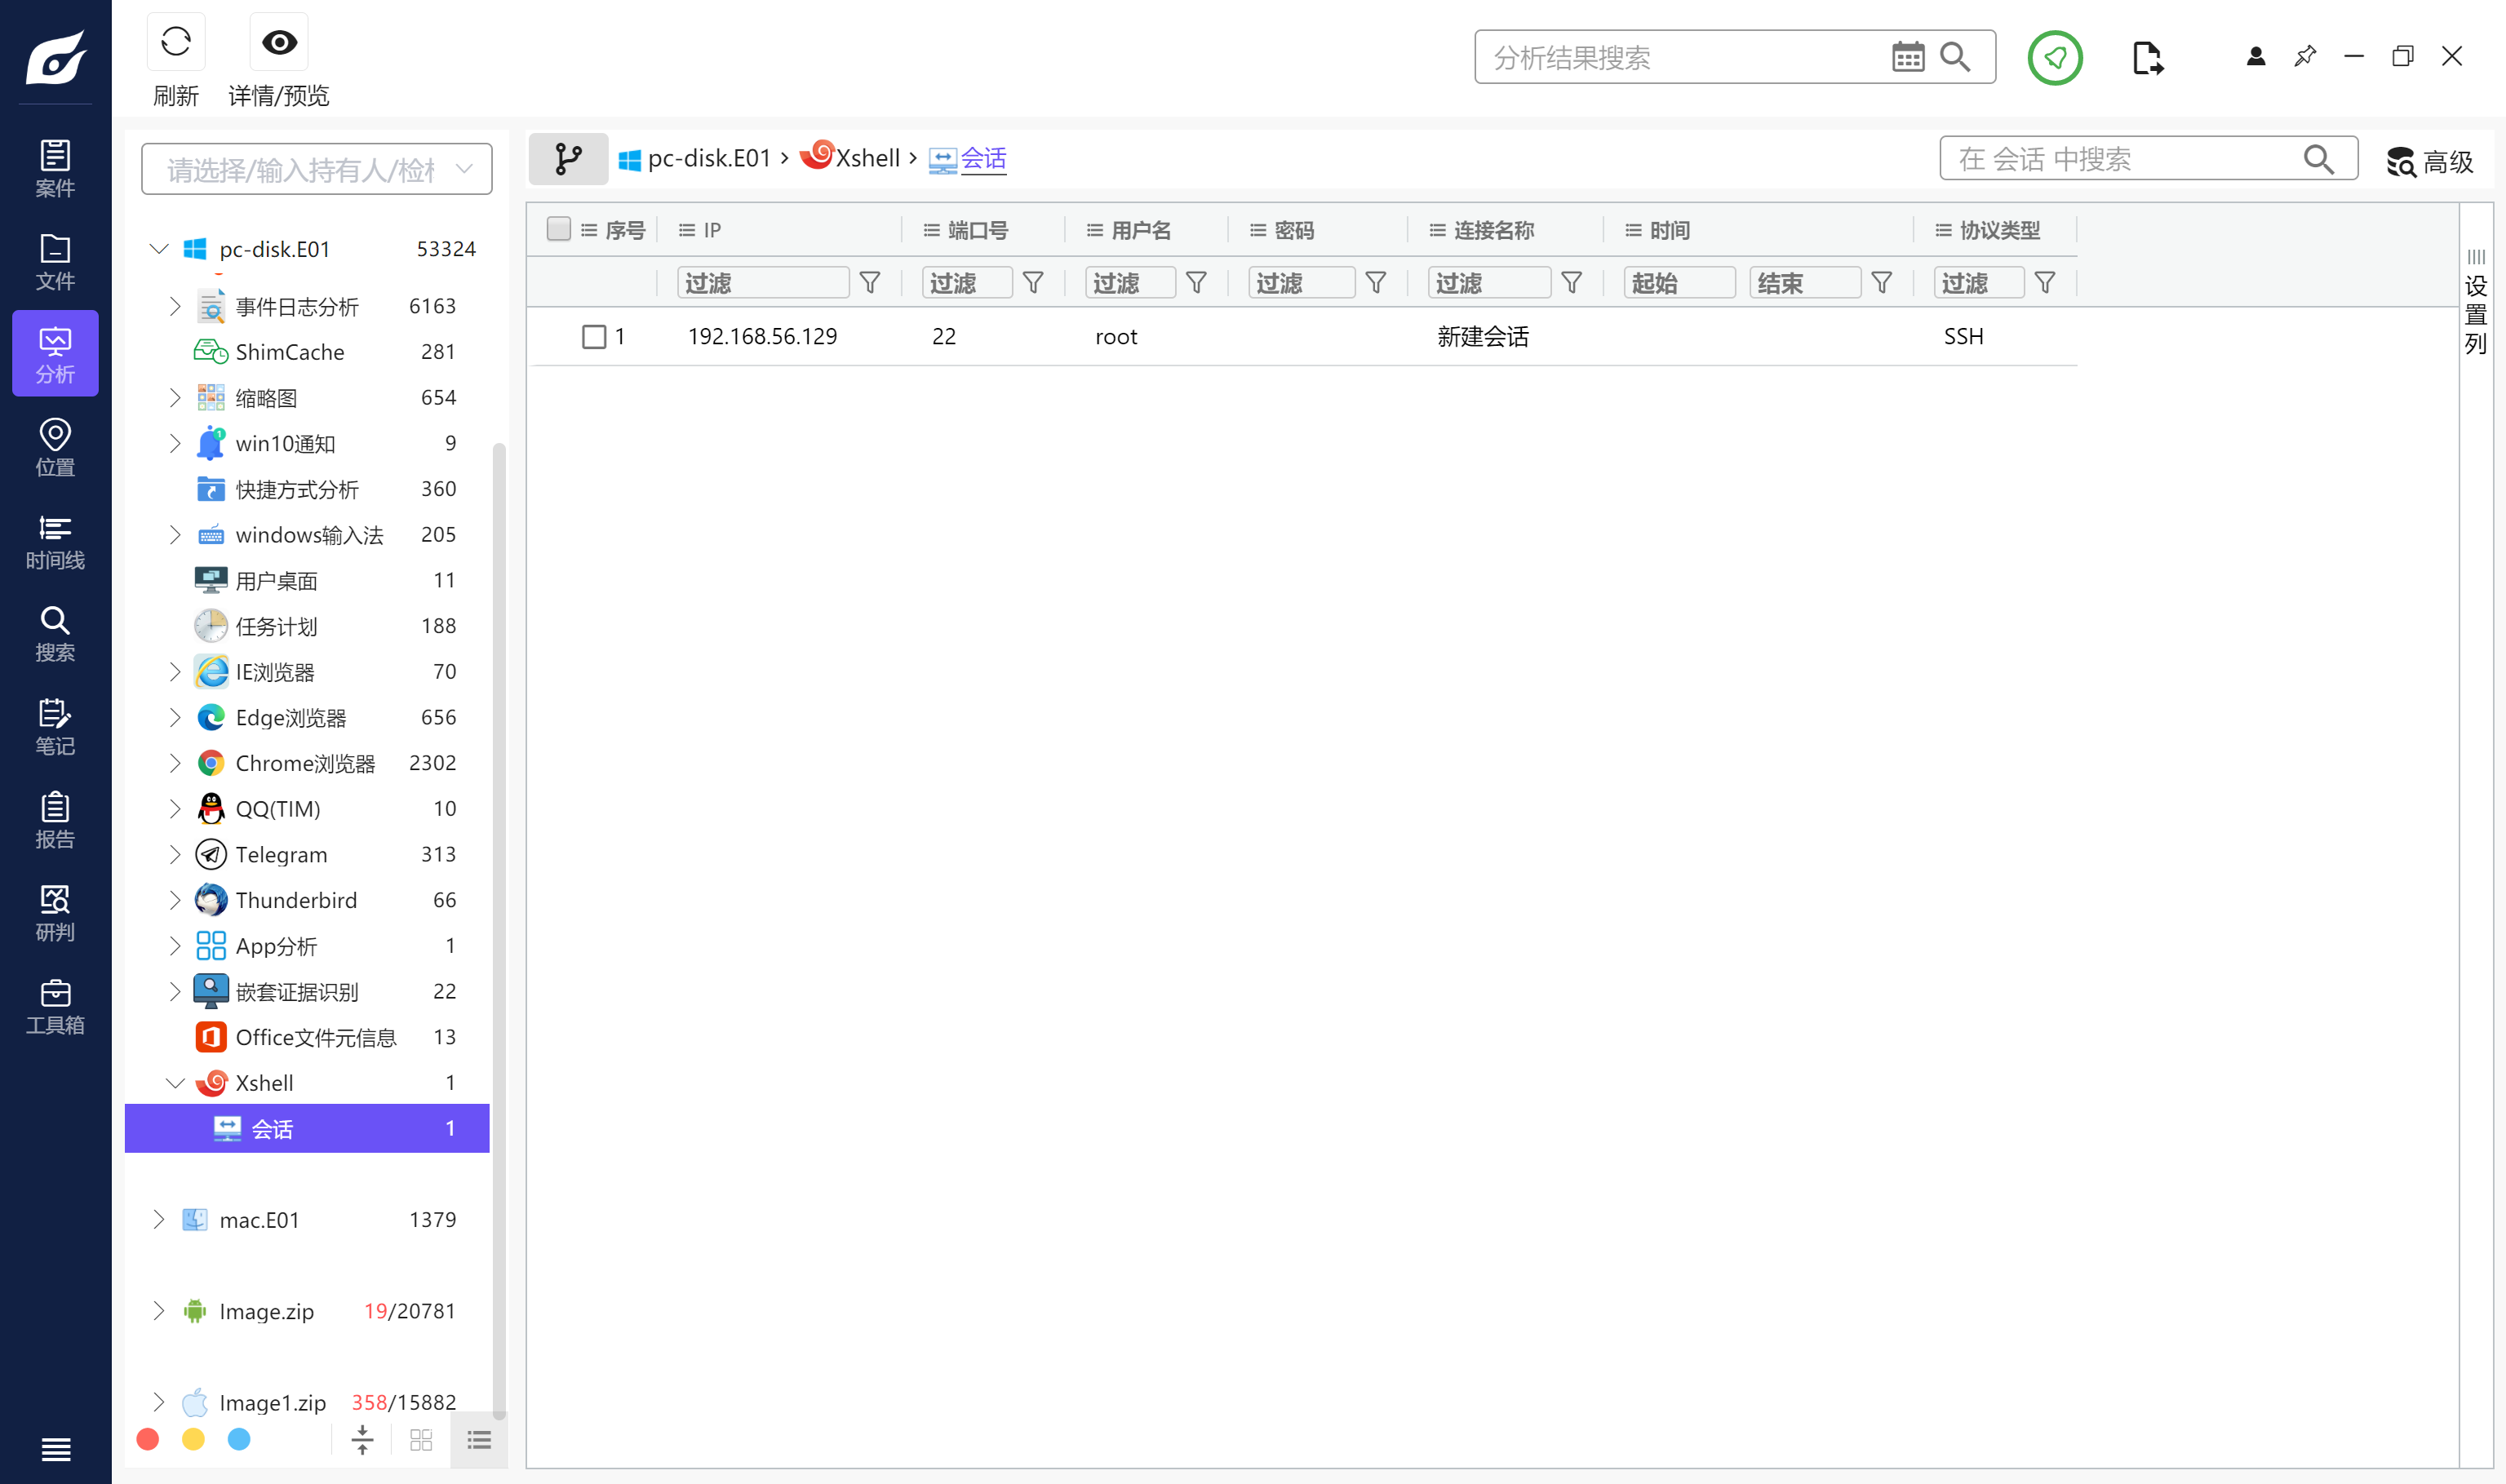 刷新
详情/预览
分析结果搜索
案件
文件
分析
位置
时间线
搜索
笔记
报告
研判
工具箱
请选择/输入持有人/检材
pc-disk.E01 53324
事件日志分析 6163
ShimCache 281
缩略图 654
win10通知 9
快捷方式分析 360
windows输入法 205
用户桌面 11
任务计划 188
IE浏览器 70
Edge浏览器 656
Chrome浏览器 2302
QQ(TIM) 10
Telegram 313
Thunderbird 66
App分析 1
嵌套证据识别 22
Office文件元信息 13
Xshell 1
会话 1
mac.E01 1379
Image.zip 19/20781
Image1.zip 358/15882
pc-disk.E01 › Xshell › 会话
在 会话 中搜索
高级
序号 IP 端口号 用户名 密码 连接名称 时间 协议类型
过滤 过滤 过滤 过滤 过滤 起始 结束 过滤
1 192.168.56.129 22 root 新建会话 SSH
设置列